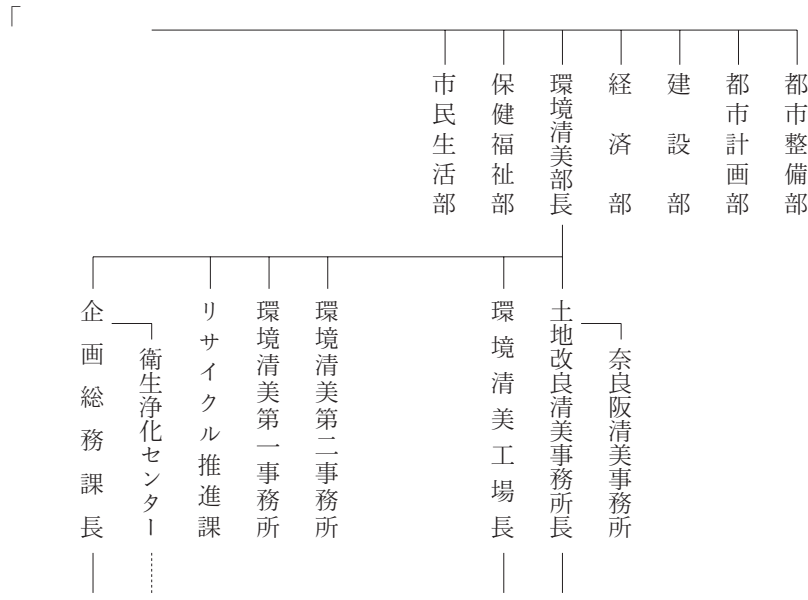 「
都市整備部
都市計画部
建設部
経済部
環境清美部長
保健福祉部
市民生活部
奈良阪清美事務所
土地改良清美事務所長
環境清美工場長
環境清美第二事務所
環境清美第一事務所
リサイクル推進課
衛生浄化センター
企画総務課長